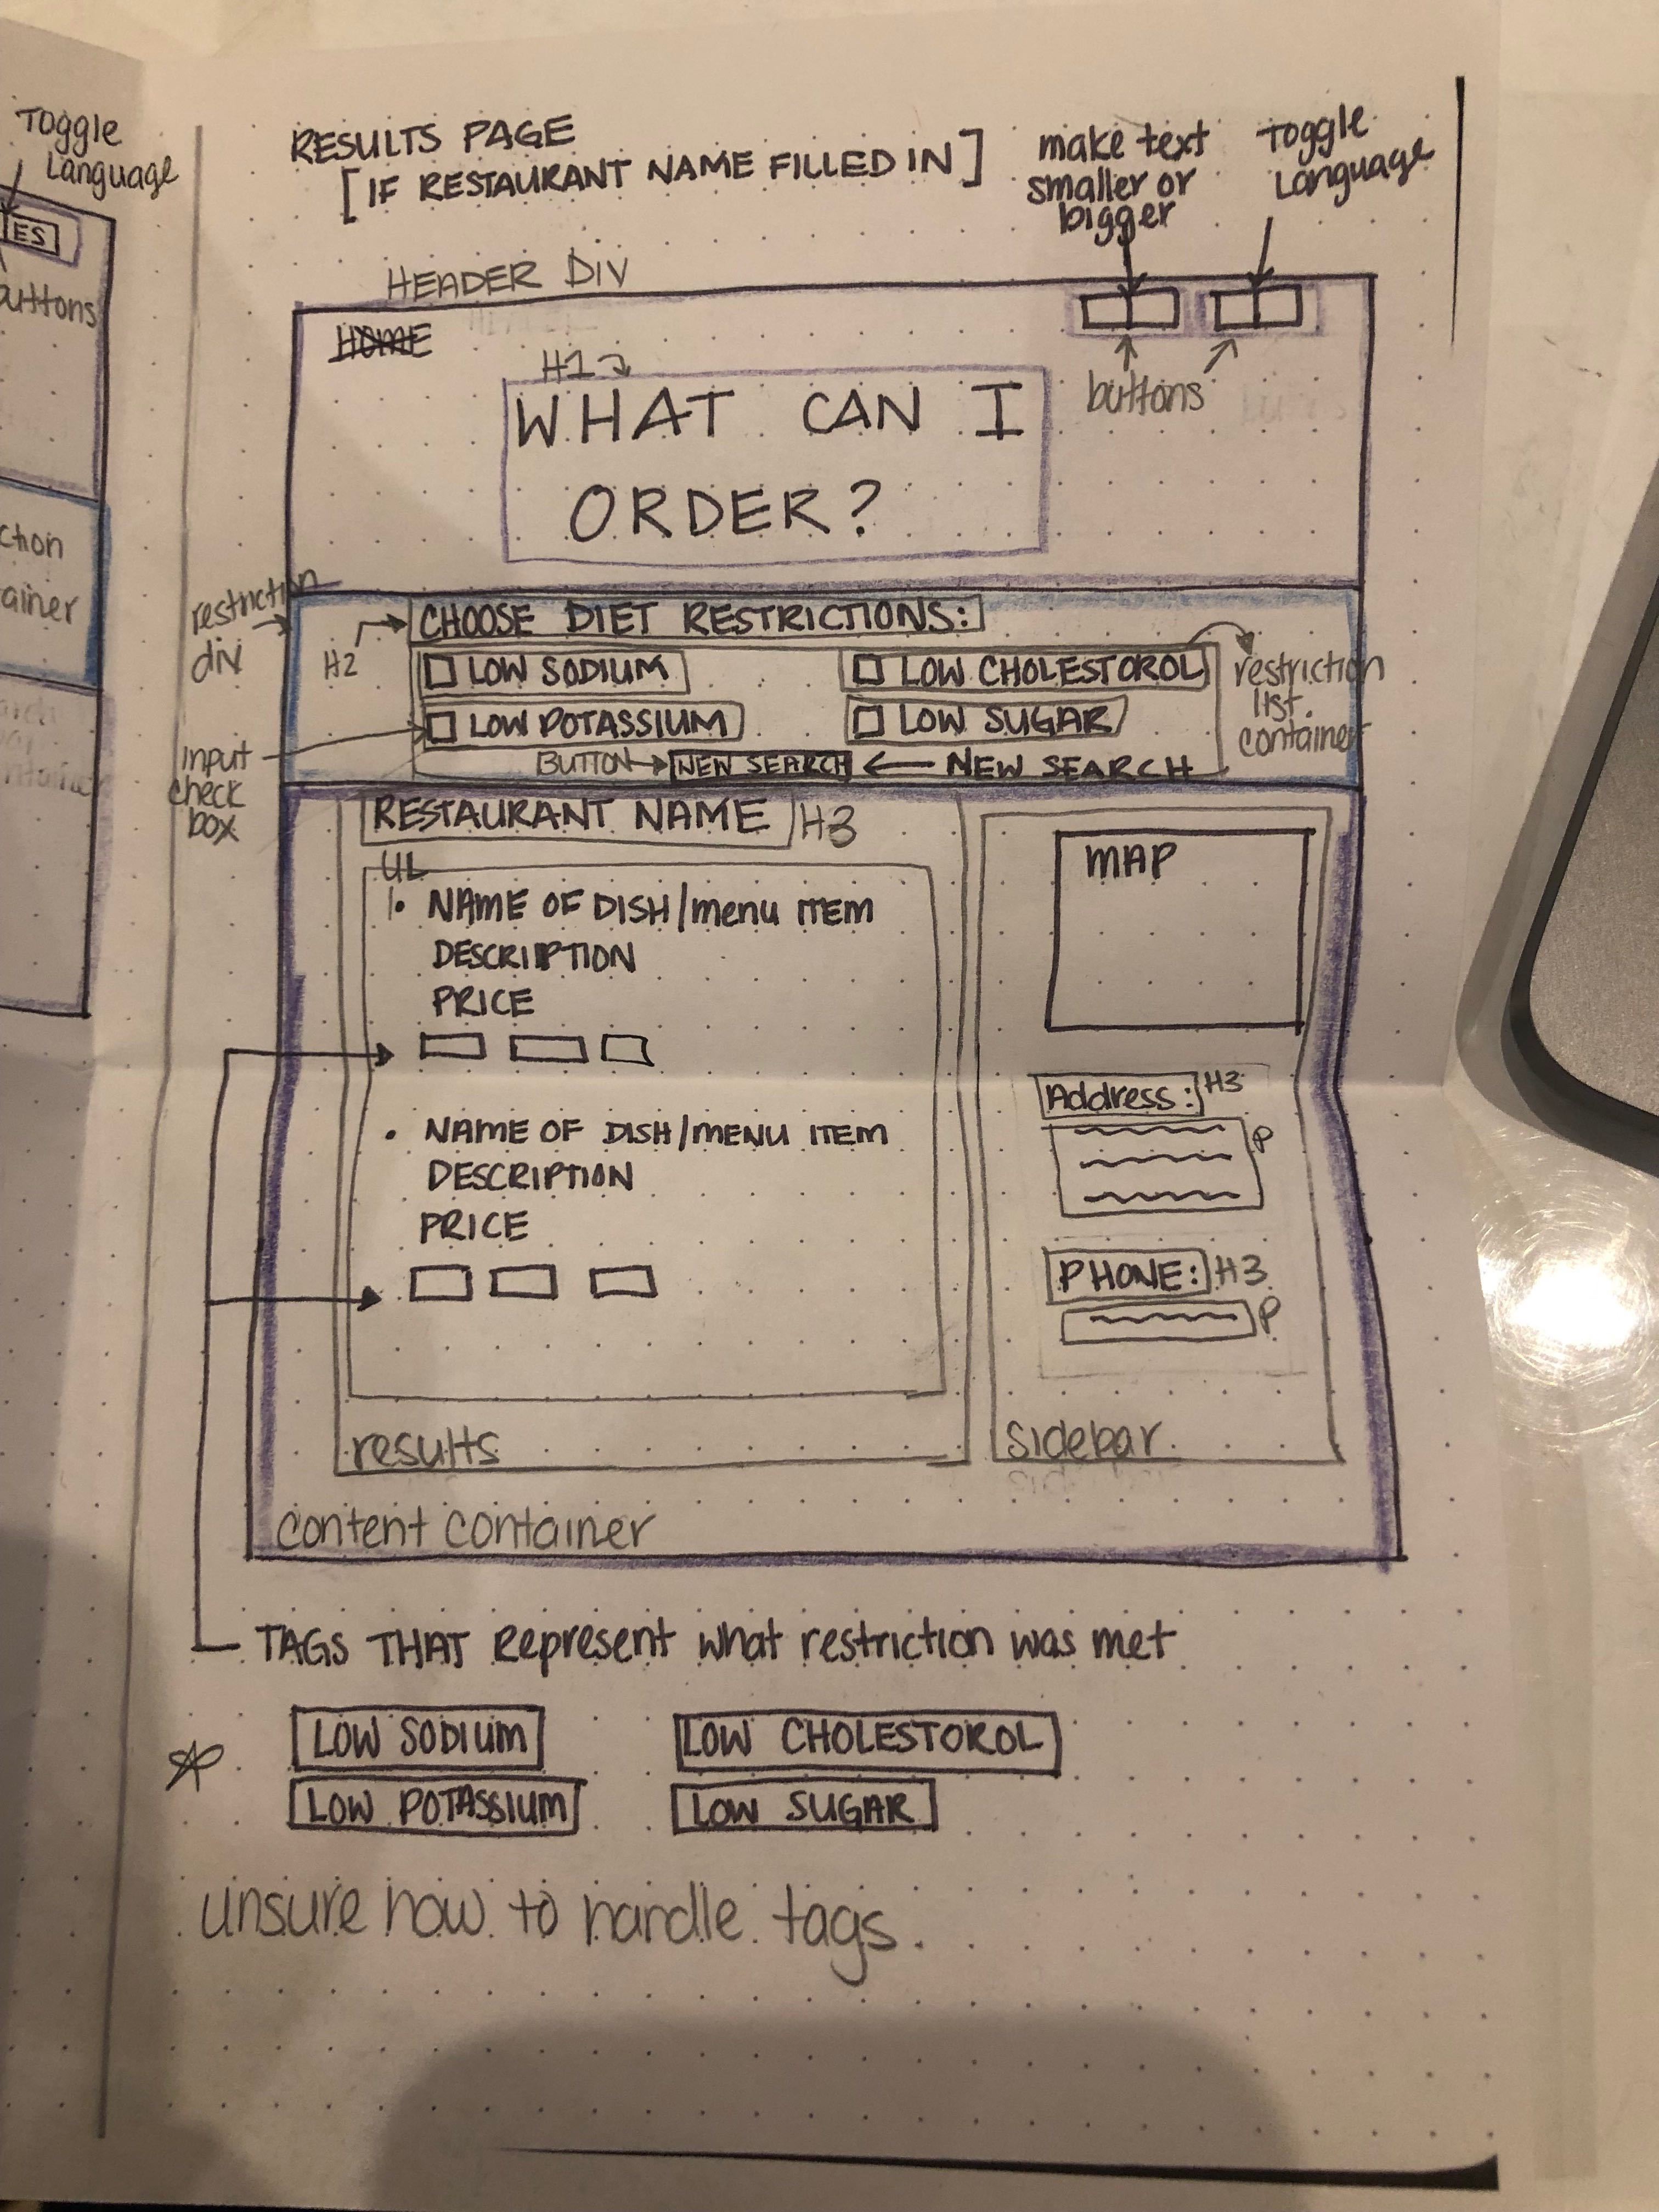 Toggle
Language
ES
buttons
RESULTS PAGE
[IF RESTAURANT NAME FILLED IN]
make text
smaller or
bigger
Toggle
Language
HEADER DIV
HOME
H1
buttons
WHAT CAN I
ORDER?
restriction
div
H2
CHOOSE DIET RESTRICTIONS:
LOW SODIUM
LOW CHOLESTOROL
LOW POTASSIUM
LOW SUGAR
restriction
list
container
input
check
box
BUTTON
NEW SEARCH
NEW SEARCH
RESTAURANT NAME
H3
UL
• NAME OF DISH/menu ITEM
DESCRIPTION
PRICE
• NAME OF DISH/MENU ITEM
DESCRIPTION
PRICE
results
MAP
Address: H3
P
PHONE: H3
P
sidebar
content container
TAGS THAT Represent what restriction was met
LOW SODIUM
LOW CHOLESTOROL
LOW POTASSIUM
LOW SUGAR
unsure how to handle tags.